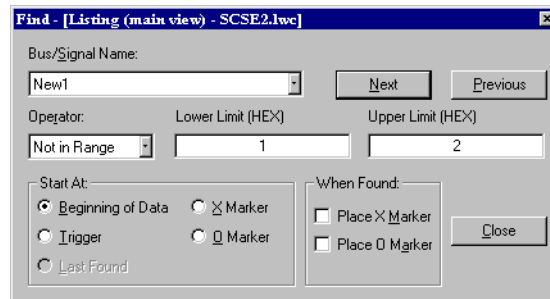 Find - [Listing (main view) - SCSE2.lwc]
Bus/Signal Name:
New1
Next
Previous
Operator:
Lower Limit (HEX)
Upper Limit (HEX)
Not in Range
1
2
Start At:
Beginning of Data
X Marker
Trigger
O Marker
Last Found
When Found:
Place X Marker
Place O Marker
Close